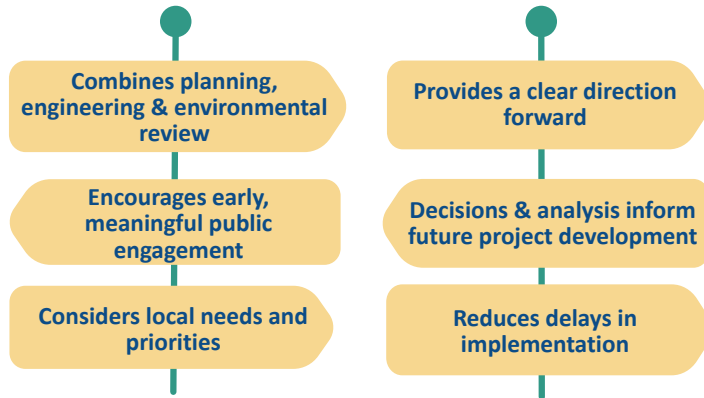 Combines planning,
engineering & environmental
review
Encourages early,
meaningful public
engagement
Considers local needs and
priorities
Provides a clear direction
forward
Decisions & analysis inform
future project development
Reduces delays in
implementation